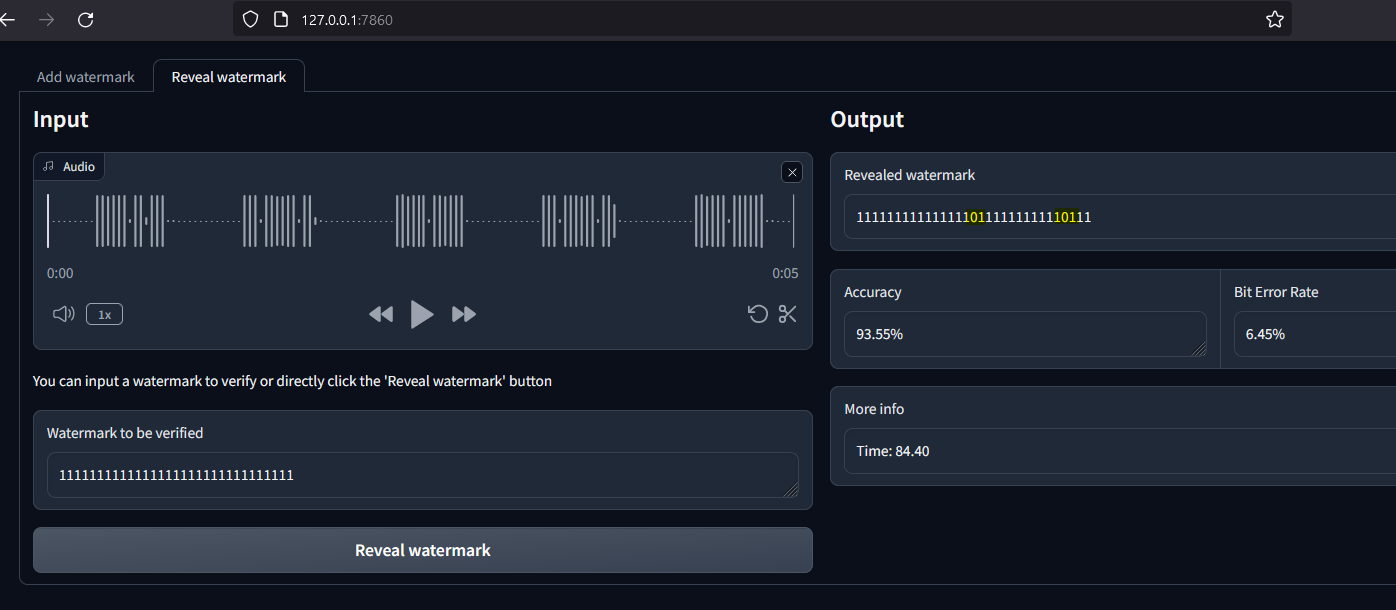 127.0.0.1:7860
Add watermark
Reveal watermark
Input
Audio
0:00
0:05
1x
You can input a watermark to verify or directly click the 'Reveal watermark' button
Watermark to be verified
1111111111111111111111111111111
Reveal watermark
Output
Revealed watermark
1111111111111110111111111110111
Accuracy
93.55%
Bit Error Rate
6.45%
More info
Time: 84.40